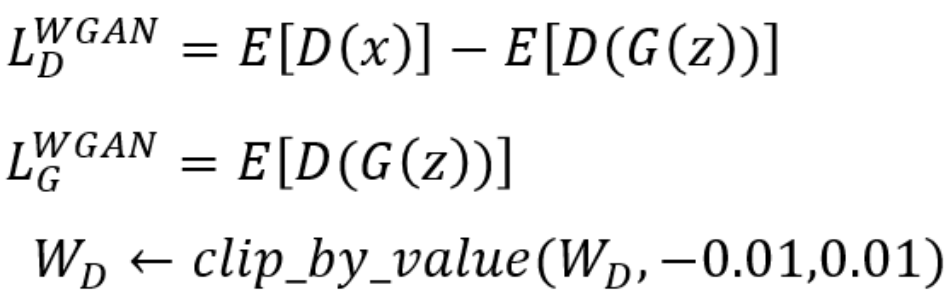 L_D^{WGAN} = E[D(x)] − E[D(G(z))]
L_G^{WGAN} = E[D(G(z))]
W_D ← clip_by_value(W_D, −0.01,0.01)